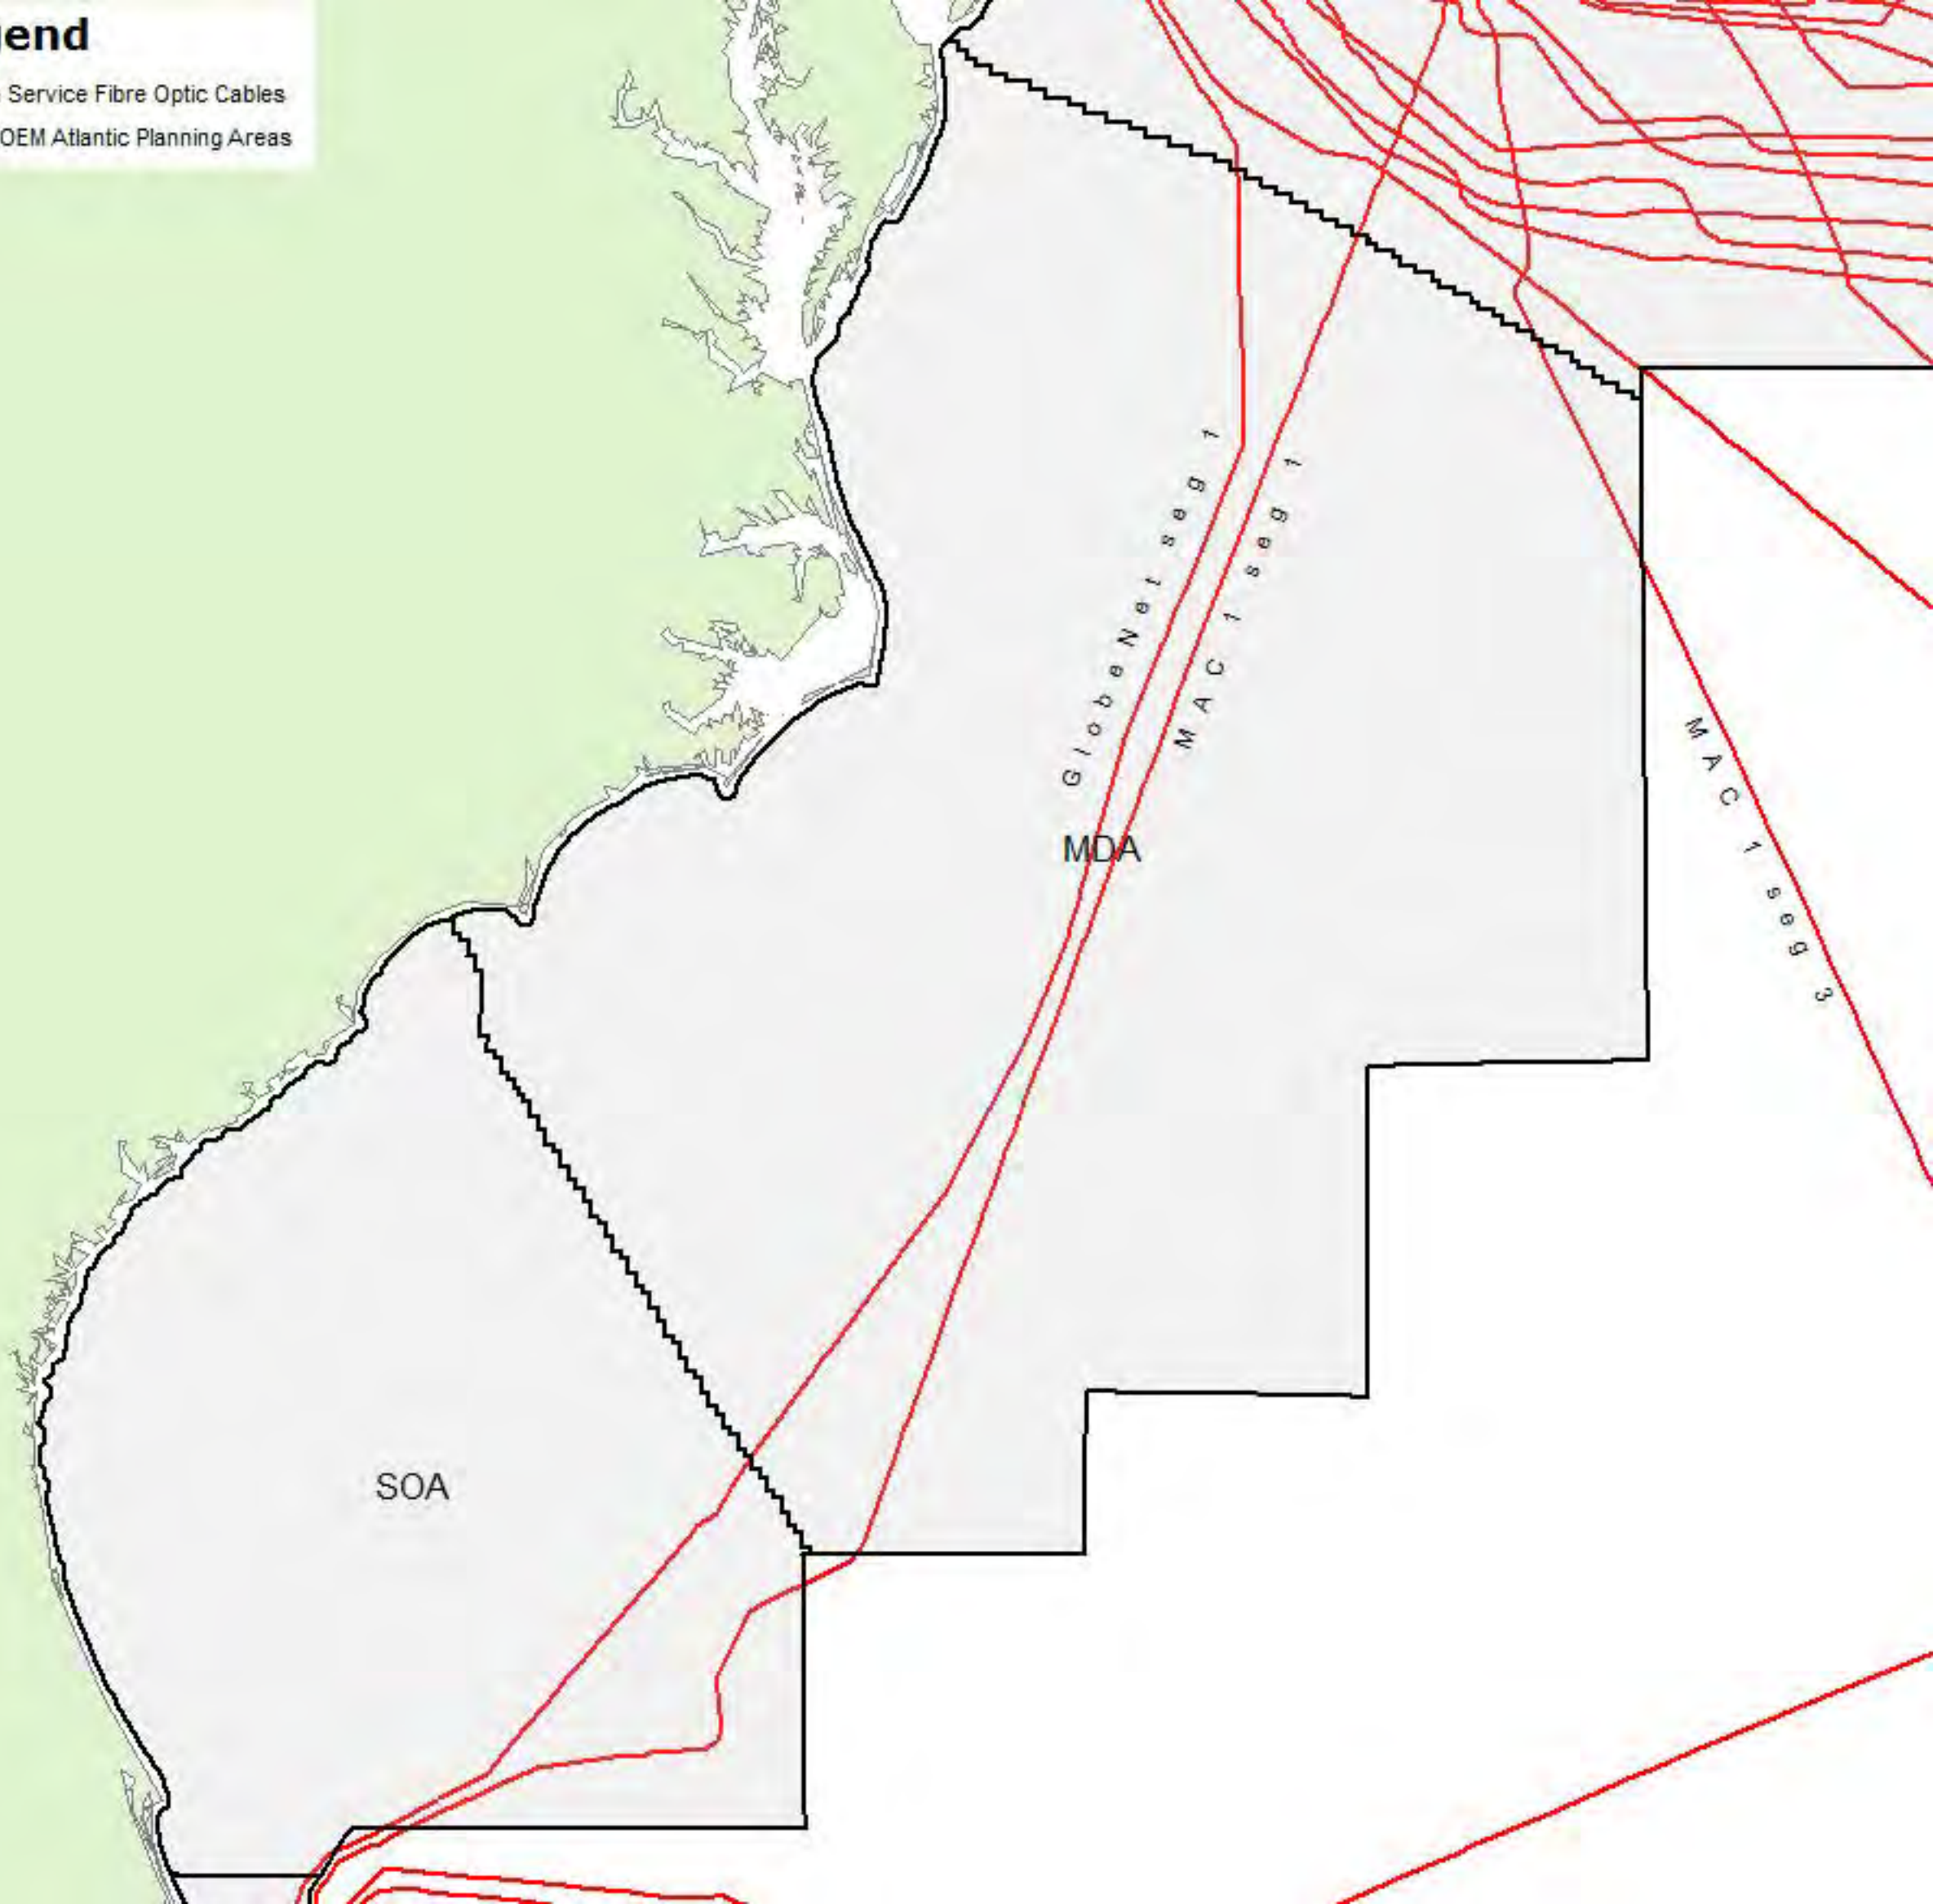 gend
Service Fibre Optic Cables
OEM Atlantic Planning Areas
GlobeNet seg 1
MAC 1 seg 1
MDA
MAC 1 seg 3
SOA